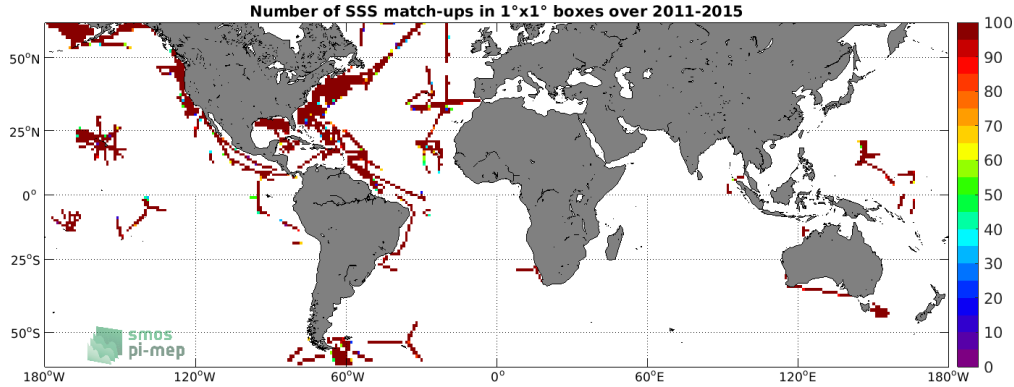 Number of SSS match-ups in 1°x1° boxes over 2011-2015
50°N
25°N
0°
25°S
50°S
180°W
120°W
60°W
0°E
60°E
120°E
180°W
100
90
80
70
60
50
40
30
20
10
0
smos
pi-mep